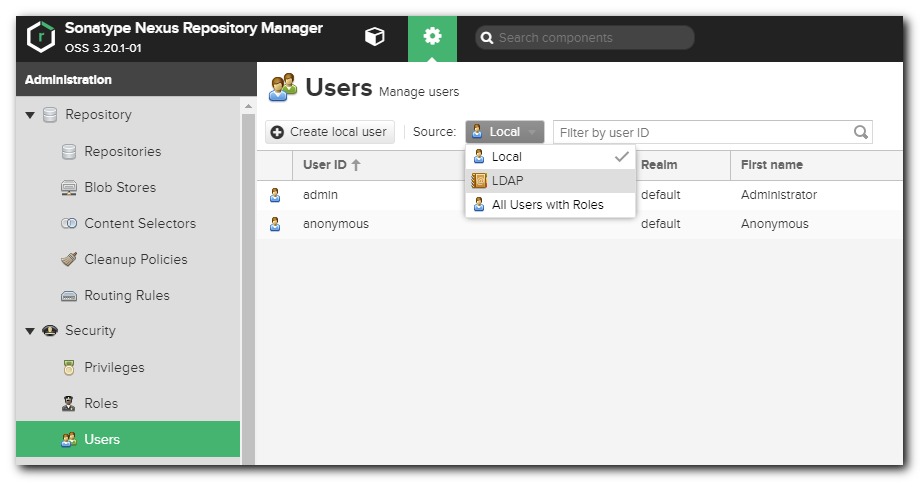 Sonatype Nexus Repository Manager
OSS 3.20.1-01
Search components
Administration
Repository
Repositories
Blob Stores
Content Selectors
Cleanup Policies
Routing Rules
Security
Privileges
Roles
Users
Users Manage users
Create local user Source: Local Filter by user ID
User ID Realm First name
admin default Administrator
anonymous default Anonymous
Local
LDAP
All Users with Roles